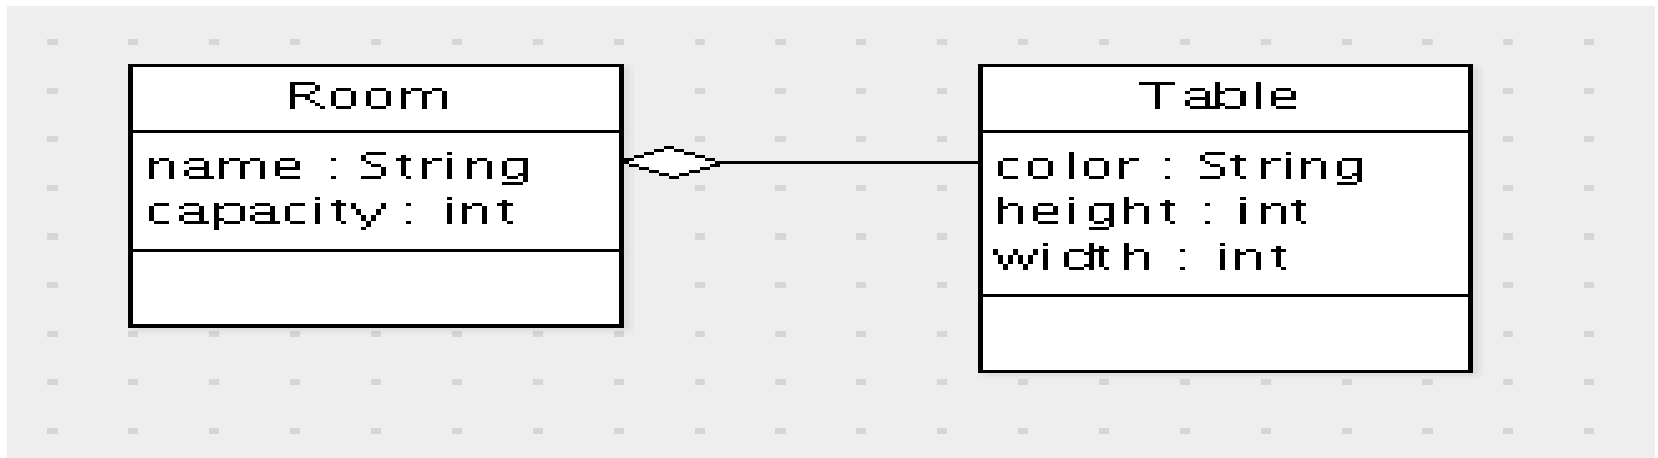 Room
name : String
capacity : int
Table
color : String
height : int
width : int